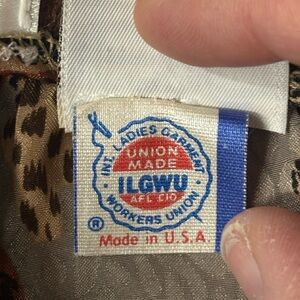 INT. LADIES GARMENT
WORKERS UNION
UNION
MADE
ILGWU
AFL CIO
®
Made in U.S.A.